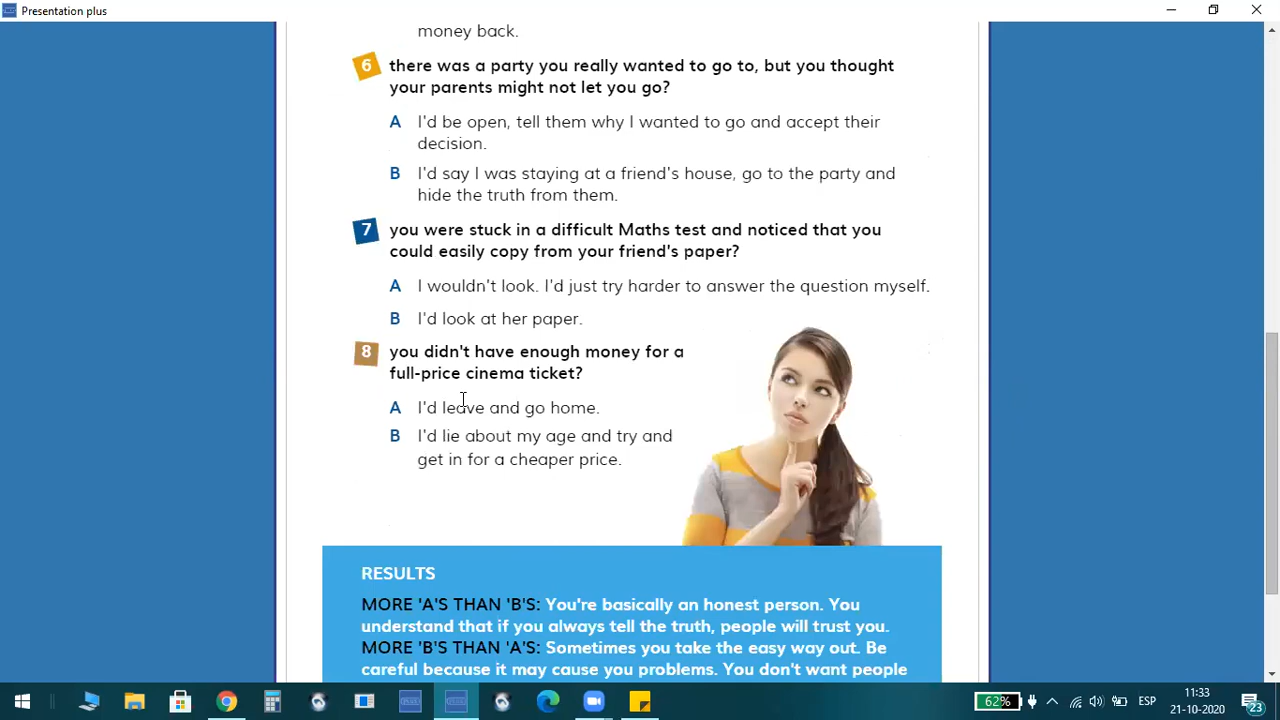 Presentation plus
money back.
6 there was a party you really wanted to go to, but you thought
your parents might not let you go?
A I'd be open, tell them why I wanted to go and accept their
decision.
B I'd say I was staying at a friend's house, go to the party and
hide the truth from them.
7 you were stuck in a difficult Maths test and noticed that you
could easily copy from your friend's paper?
A I wouldn't look. I'd just try harder to answer the question myself.
B I'd look at her paper.
8 you didn't have enough money for a
full-price cinema ticket?
A I'd leave and go home.
B I'd lie about my age and try and
get in for a cheaper price.
RESULTS
MORE 'A'S THAN 'B'S: You're basically an honest person. You
understand that if you always tell the truth, people will trust you.
MORE 'B'S THAN 'A'S: Sometimes you take the easy way out. Be
careful because it may cause you problems. You don't want people
62% ESP 11:33
21-10-2020 23